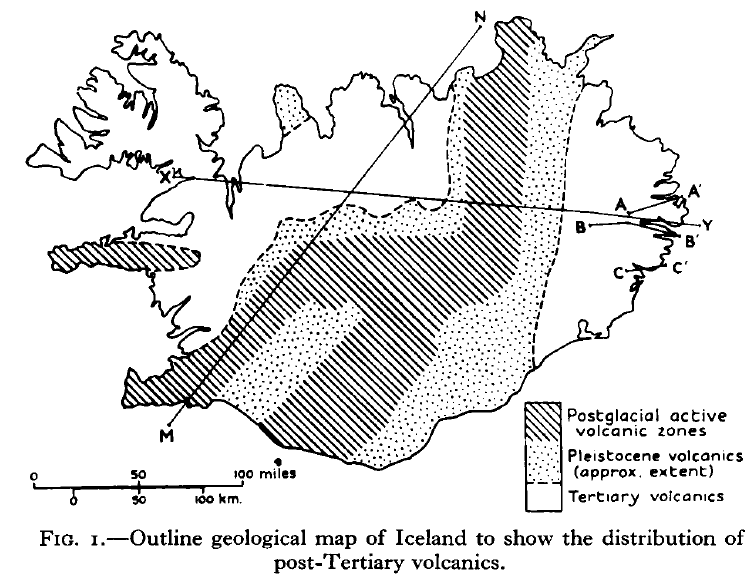 N
X
A
A'
B
Y
B'
C
C'
M
Postglacial active
volcanic zones
Pleistocene volcanics
(approx. extent)
Tertiary volcanics
0 50 100 miles
0 50 100 km.
FIG. 1.—Outline geological map of Iceland to show the distribution of
post-Tertiary volcanics.